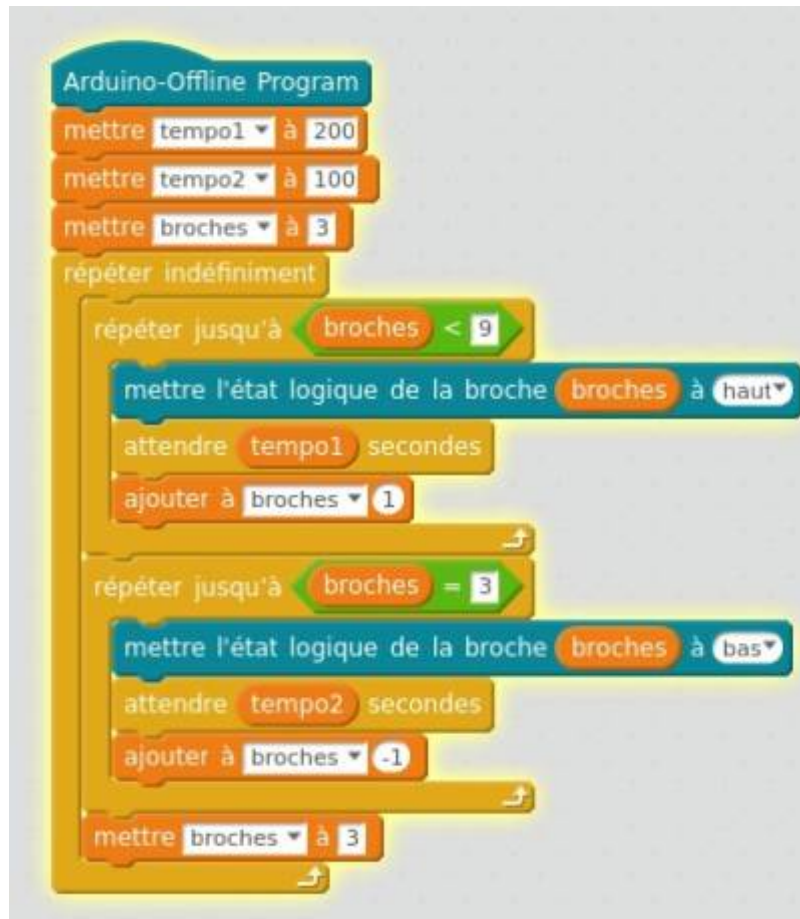 Arduino-Offline Program
mettre tempo1 à 200
mettre tempo2 à 100
mettre broches à 3
répéter indéfiniment
répéter jusqu'à broches < 9
mettre l'état logique de la broche broches à haut
attendre tempo1 secondes
ajouter à broches 1
répéter jusqu'à broches = 3
mettre l'état logique de la broche broches à bas
attendre tempo2 secondes
ajouter à broches -1
mettre broches à 3